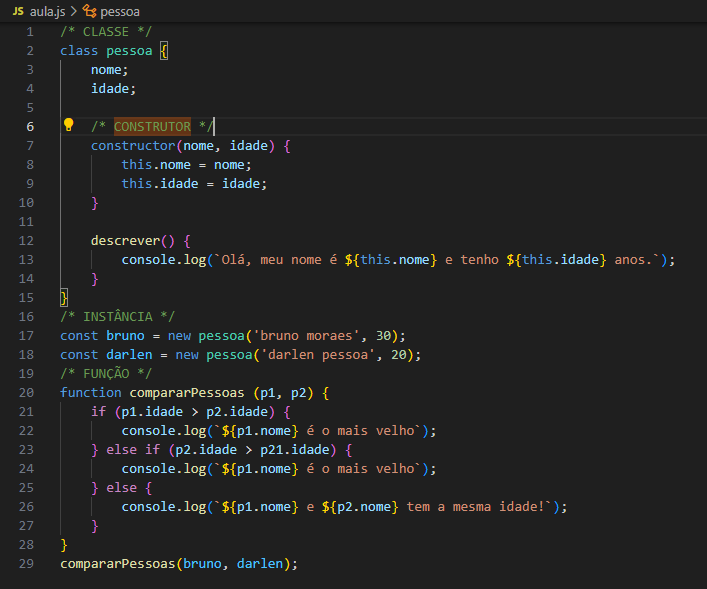 JS aula.js > pessoa
1 /* CLASSE */
2 class pessoa {
3 nome;
4 idade;
5
6 /* CONSTRUTOR */
7 constructor(nome, idade) {
8 this.nome = nome;
9 this.idade = idade;
10 }
11
12 descrever() {
13 console.log(`Olá, meu nome é ${this.nome} e tenho ${this.idade} anos.`);
14 }
15 }
16 /* INSTÂNCIA */
17 const bruno = new pessoa('bruno moraes', 30);
18 const darlen = new pessoa('darlen pessoa', 20);
19 /* FUNÇÃO */
20 function compararPessoas (p1, p2) {
21 if (p1.idade > p2.idade) {
22 console.log(`${p1.nome} é o mais velho`);
23 } else if (p2.idade > p21.idade) {
24 console.log(`${p1.nome} é o mais velho`);
25 } else {
26 console.log(`${p1.nome} e ${p2.nome} tem a mesma idade!`);
27 }
28 }
29 compararPessoas(bruno, darlen);